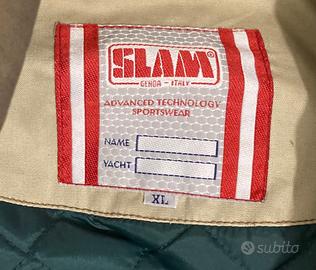 SLAM®
GENOA - ITALY
ADVANCED TECHNOLOGY
SPORTSWEAR
NAME
YACHT
XL
subito